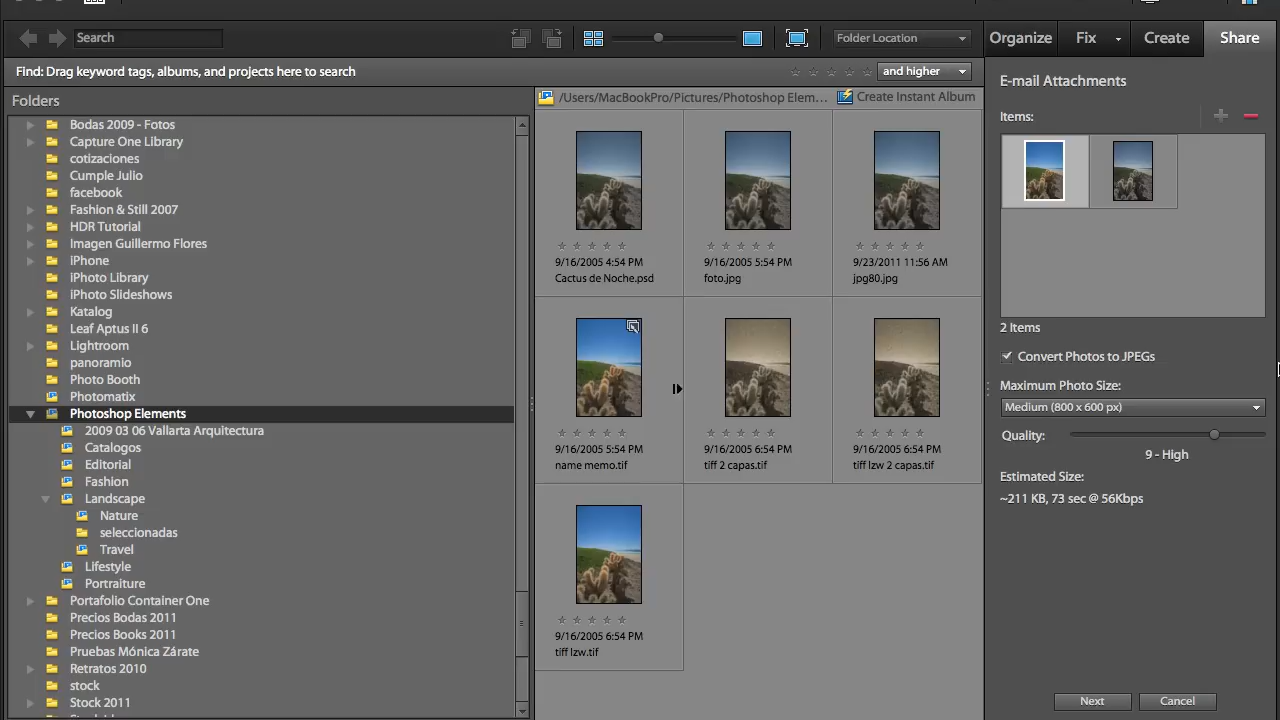 Search
Folder Location
Organize
Fix
Create
Share
Find: Drag keyword tags, albums, and projects here to search
and higher
Folders
Bodas 2009 - Fotos
Capture One Library
cotizaciones
Cumple Julio
facebook
Fashion & Still 2007
HDR Tutorial
Imagen Guillermo Flores
iPhone
iPhoto Library
iPhoto Slideshows
Katalog
Leaf Aptus II 6
Lightroom
panoramio
Photo Booth
Photomatix
Photoshop Elements
2009 03 06 Vallarta Arquitectura
Catalogos
Editorial
Fashion
Landscape
Nature
seleccionadas
Travel
Lifestyle
Portraiture
Portafolio Container One
Precios Bodas 2011
Precios Books 2011
Pruebas Mónica Zárate
Retratos 2010
stock
Stock 2011
/Users/MacBookPro/Pictures/Photoshop Elem...
Create Instant Album
9/16/2005 4:54 PM
Cactus de Noche.psd
9/16/2005 5:54 PM
foto.jpg
9/23/2011 11:56 AM
jpg80.jpg
9/16/2005 5:54 PM
name memo.tif
9/16/2005 6:54 PM
tiff 2 capas.tif
9/16/2005 6:54 PM
tiff lzw 2 capas.tif
9/16/2005 6:54 PM
tiff lzw.tif
E-mail Attachments
Items:
2 Items
Convert Photos to JPEGs
Maximum Photo Size:
Medium (800 x 600 px)
Quality:
9 - High
Estimated Size:
~211 KB, 73 sec @ 56Kbps
Next
Cancel